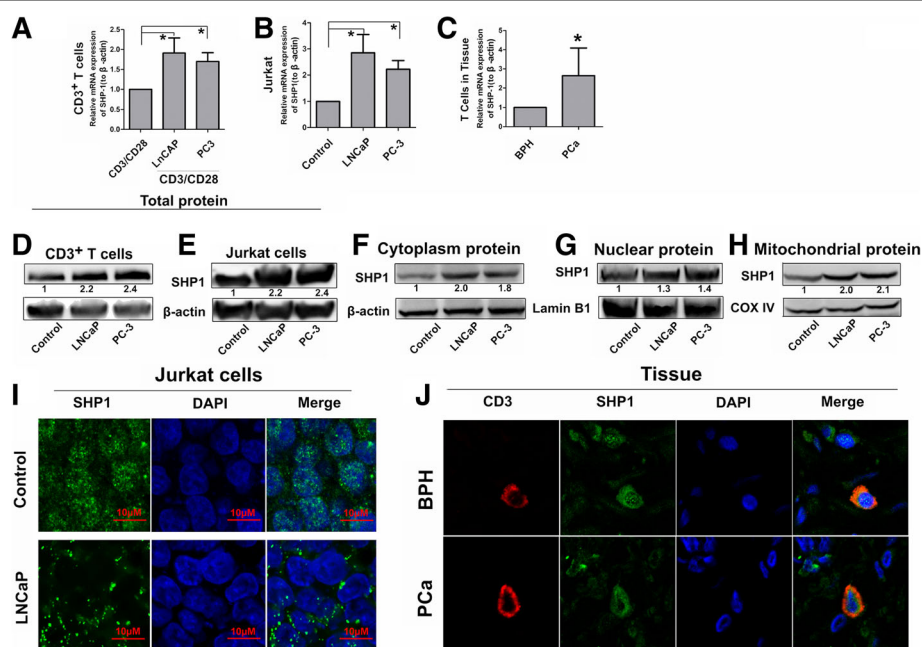 A
CD3+ T cells
Relative mRNA expression
of SHP-1(to β -actin)
2.5
2.0
1.5
1.0
0.5
0.0
*
*
CD3/CD28
LnCAP
PC3
CD3/CD28
B
Jurkat
Relative mRNA expression
of SHP1(to β -actin)
4
3
2
1
0
*
*
Control
LNCaP
PC-3
C
T Cells in Tissue
Relative mRNA expression
of SHP-1(to β -actin)
5
4
3
2
1
0
*
BPH
PCa
Total protein
D
CD3+ T cells
1 2.2 2.4
Control
LNCaP
PC-3
E
Jurkat cells
SHP1
1 2.2 2.4
β-actin
Control
LNCaP
PC-3
F
Cytoplasm protein
SHP1
1 2.0 1.8
β-actin
Control
LNCaP
PC-3
G
Nuclear protein
SHP1
1 1.3 1.4
Lamin B1
Control
LNCaP
PC-3
H
Mitochondrial protein
SHP1
1 2.0 2.1
COX IV
Control
LNCaP
PC-3
I
Jurkat cells
SHP1 DAPI Merge
Control
10μM 10μM 10μM
LNCaP
10μM 10μM 10μM
J
Tissue
CD3 SHP1 DAPI Merge
BPH
PCa